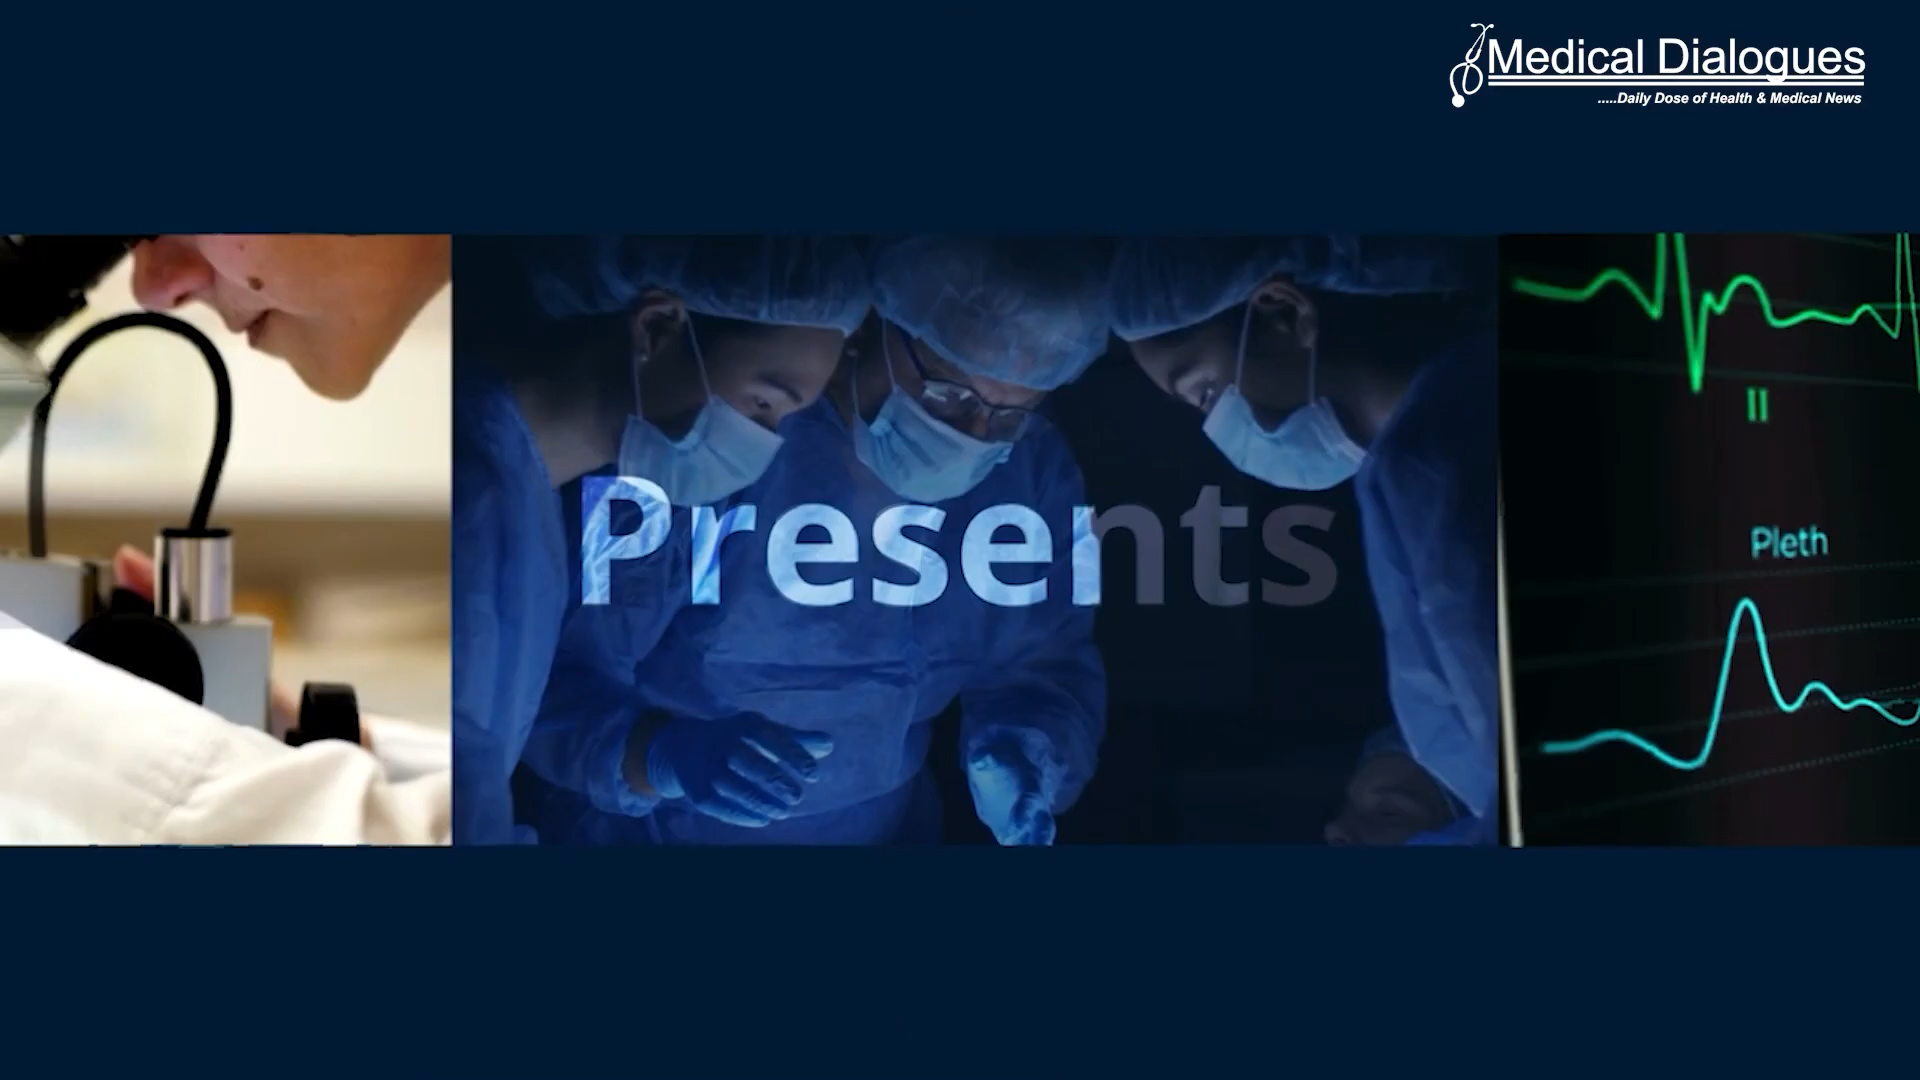 Medical Dialogues
.....Daily Dose of Health & Medical News
Presents
II
Pleth